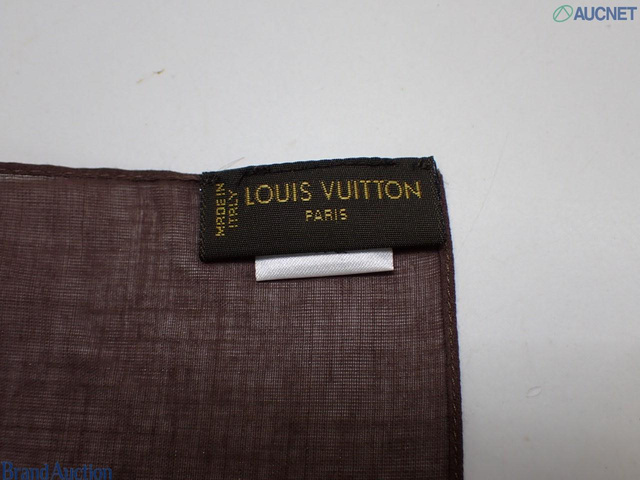 AUCNET
MADE IN
ITALY
LOUIS VUITTON
PARIS
Brand Auction